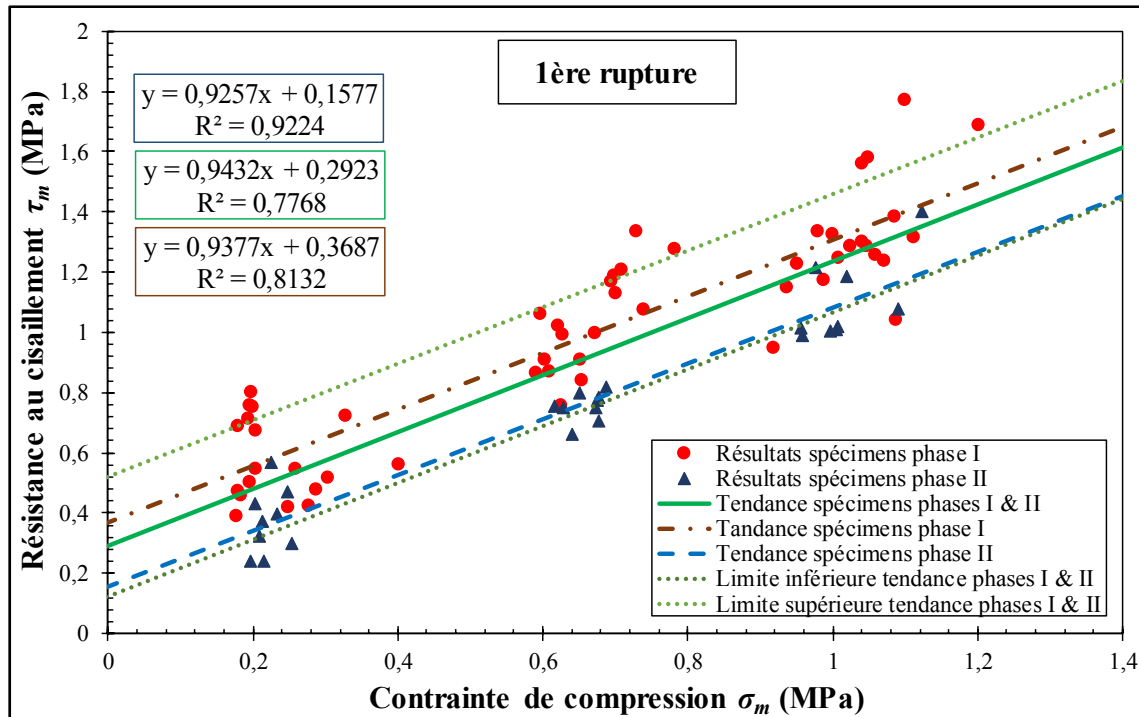 1ère rupture
y = 0,9257x + 0,1577
R² = 0,9224
y = 0,9432x + 0,2923
R² = 0,7768
y = 0,9377x + 0,3687
R² = 0,8132
Résistance au cisaillement τm (MPa)
2
1,8
1,6
1,4
1,2
1
0,8
0,6
0,4
0,2
0
Résultats spécimens phase I
Résultats spécimens phase II
Tendance spécimens phases I & II
Tandance spécimens phase I
Tendance spécimens phase II
Limite inférieure tendance phases I & II
Limite supérieure tendance phases I & II
0 0,2 0,4 0,6 0,8 1 1,2 1,4
Contrainte de compression σm (MPa)